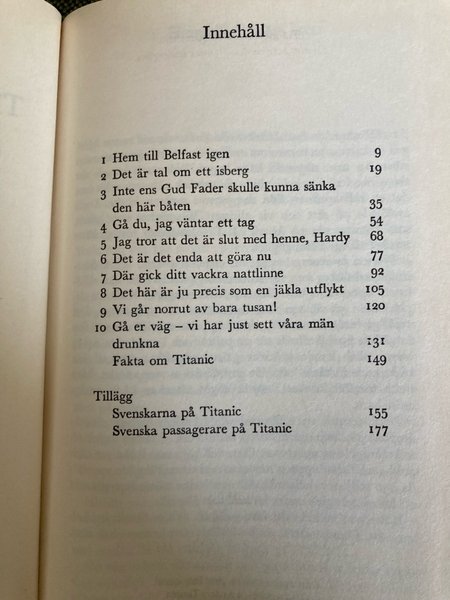 Innehåll
1 Hem till Belfast igen 9
2 Det är tal om ett isberg 19
3 Inte ens Gud Fader skulle kunna sänka
den här båten 35
4 Gå du, jag väntar ett tag 54
5 Jag tror att det är slut med henne, Hardy 68
6 Det är det enda att göra nu 77
7 Där gick ditt vackra nattlinne 92
8 Det här är ju precis som en jäkla utflykt 105
9 Vi går norrut av bara tusan! 120
10 Gå er väg – vi har just sett våra män
drunkna 131
Fakta om Titanic 149
Tillägg
Svenskarna på Titanic 155
Svenska passagerare på Titanic 177